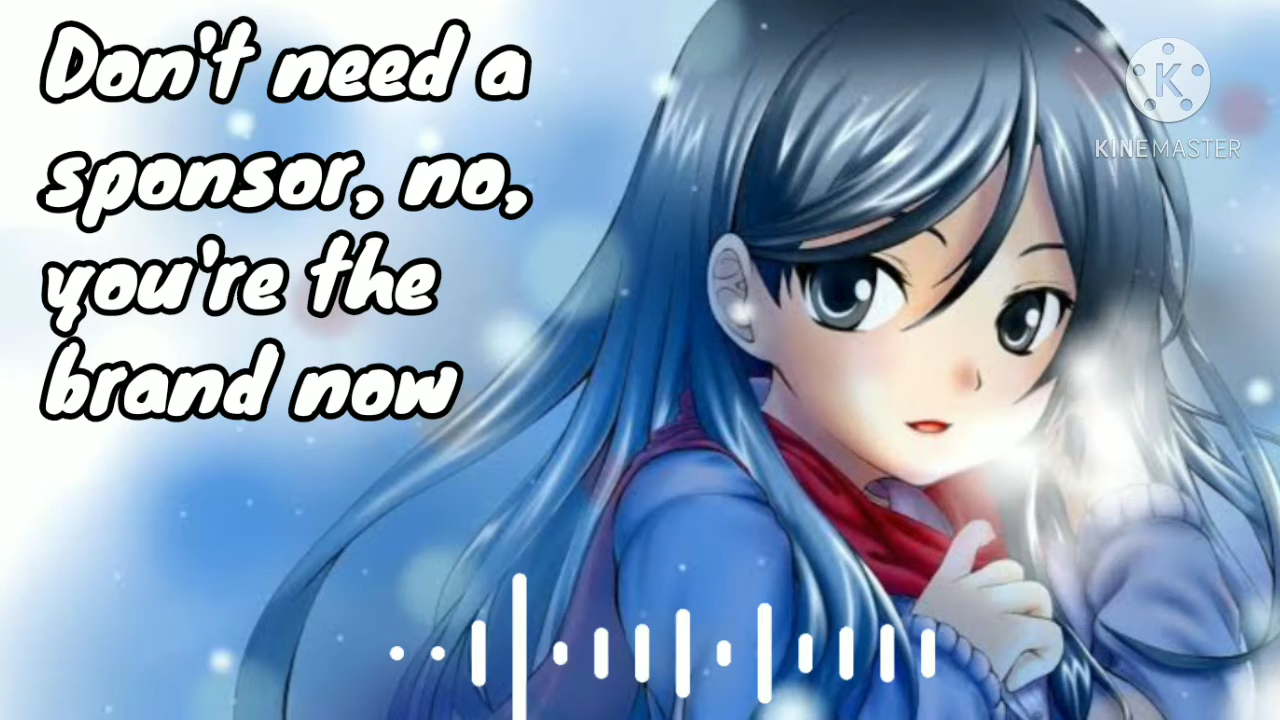 Don't need a
sponsor, no,
you're the
brand now
K
KINEMASTER